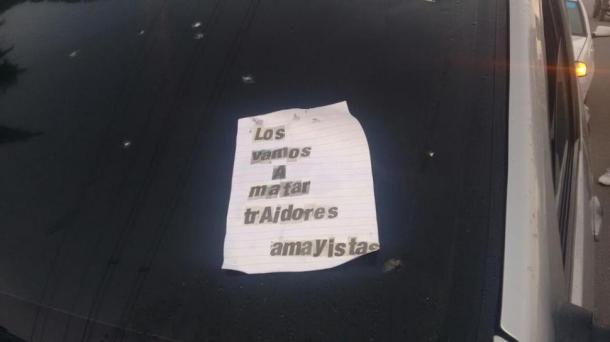 Los
vamos
A
matar
trAidores
amayistas